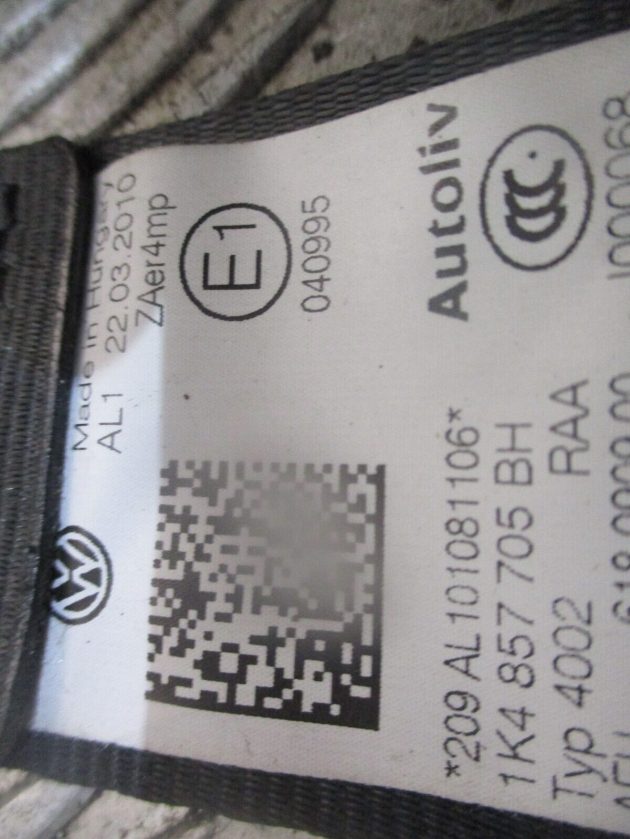 Made in Hungary
AL1 22.03.2010
ZAer4mp
E1
040995
Autoliv
CCC
*209 AL101081106*
1K4 857 705 BH
Typ 4002 RAA